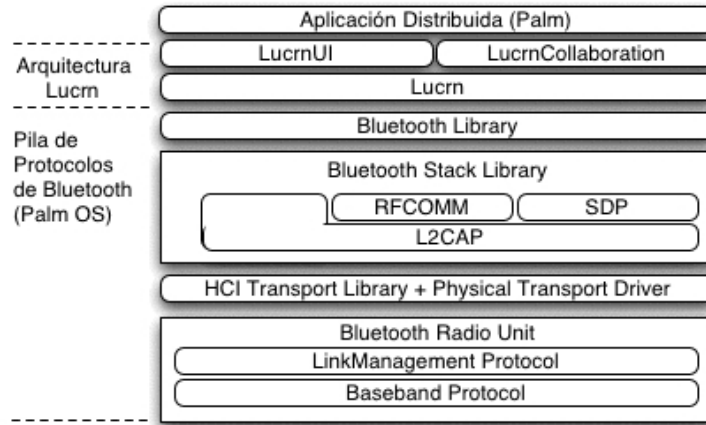 Aplicación Distribuida (Palm)
Arquitectura
Lucrn
LucrnUI
LucrnCollaboration
Lucrn
Pila de
Protocolos
de Bluetooth
(Palm OS)
Bluetooth Library
Bluetooth Stack Library
RFCOMM
SDP
L2CAP
HCI Transport Library + Physical Transport Driver
Bluetooth Radio Unit
LinkManagement Protocol
Baseband Protocol